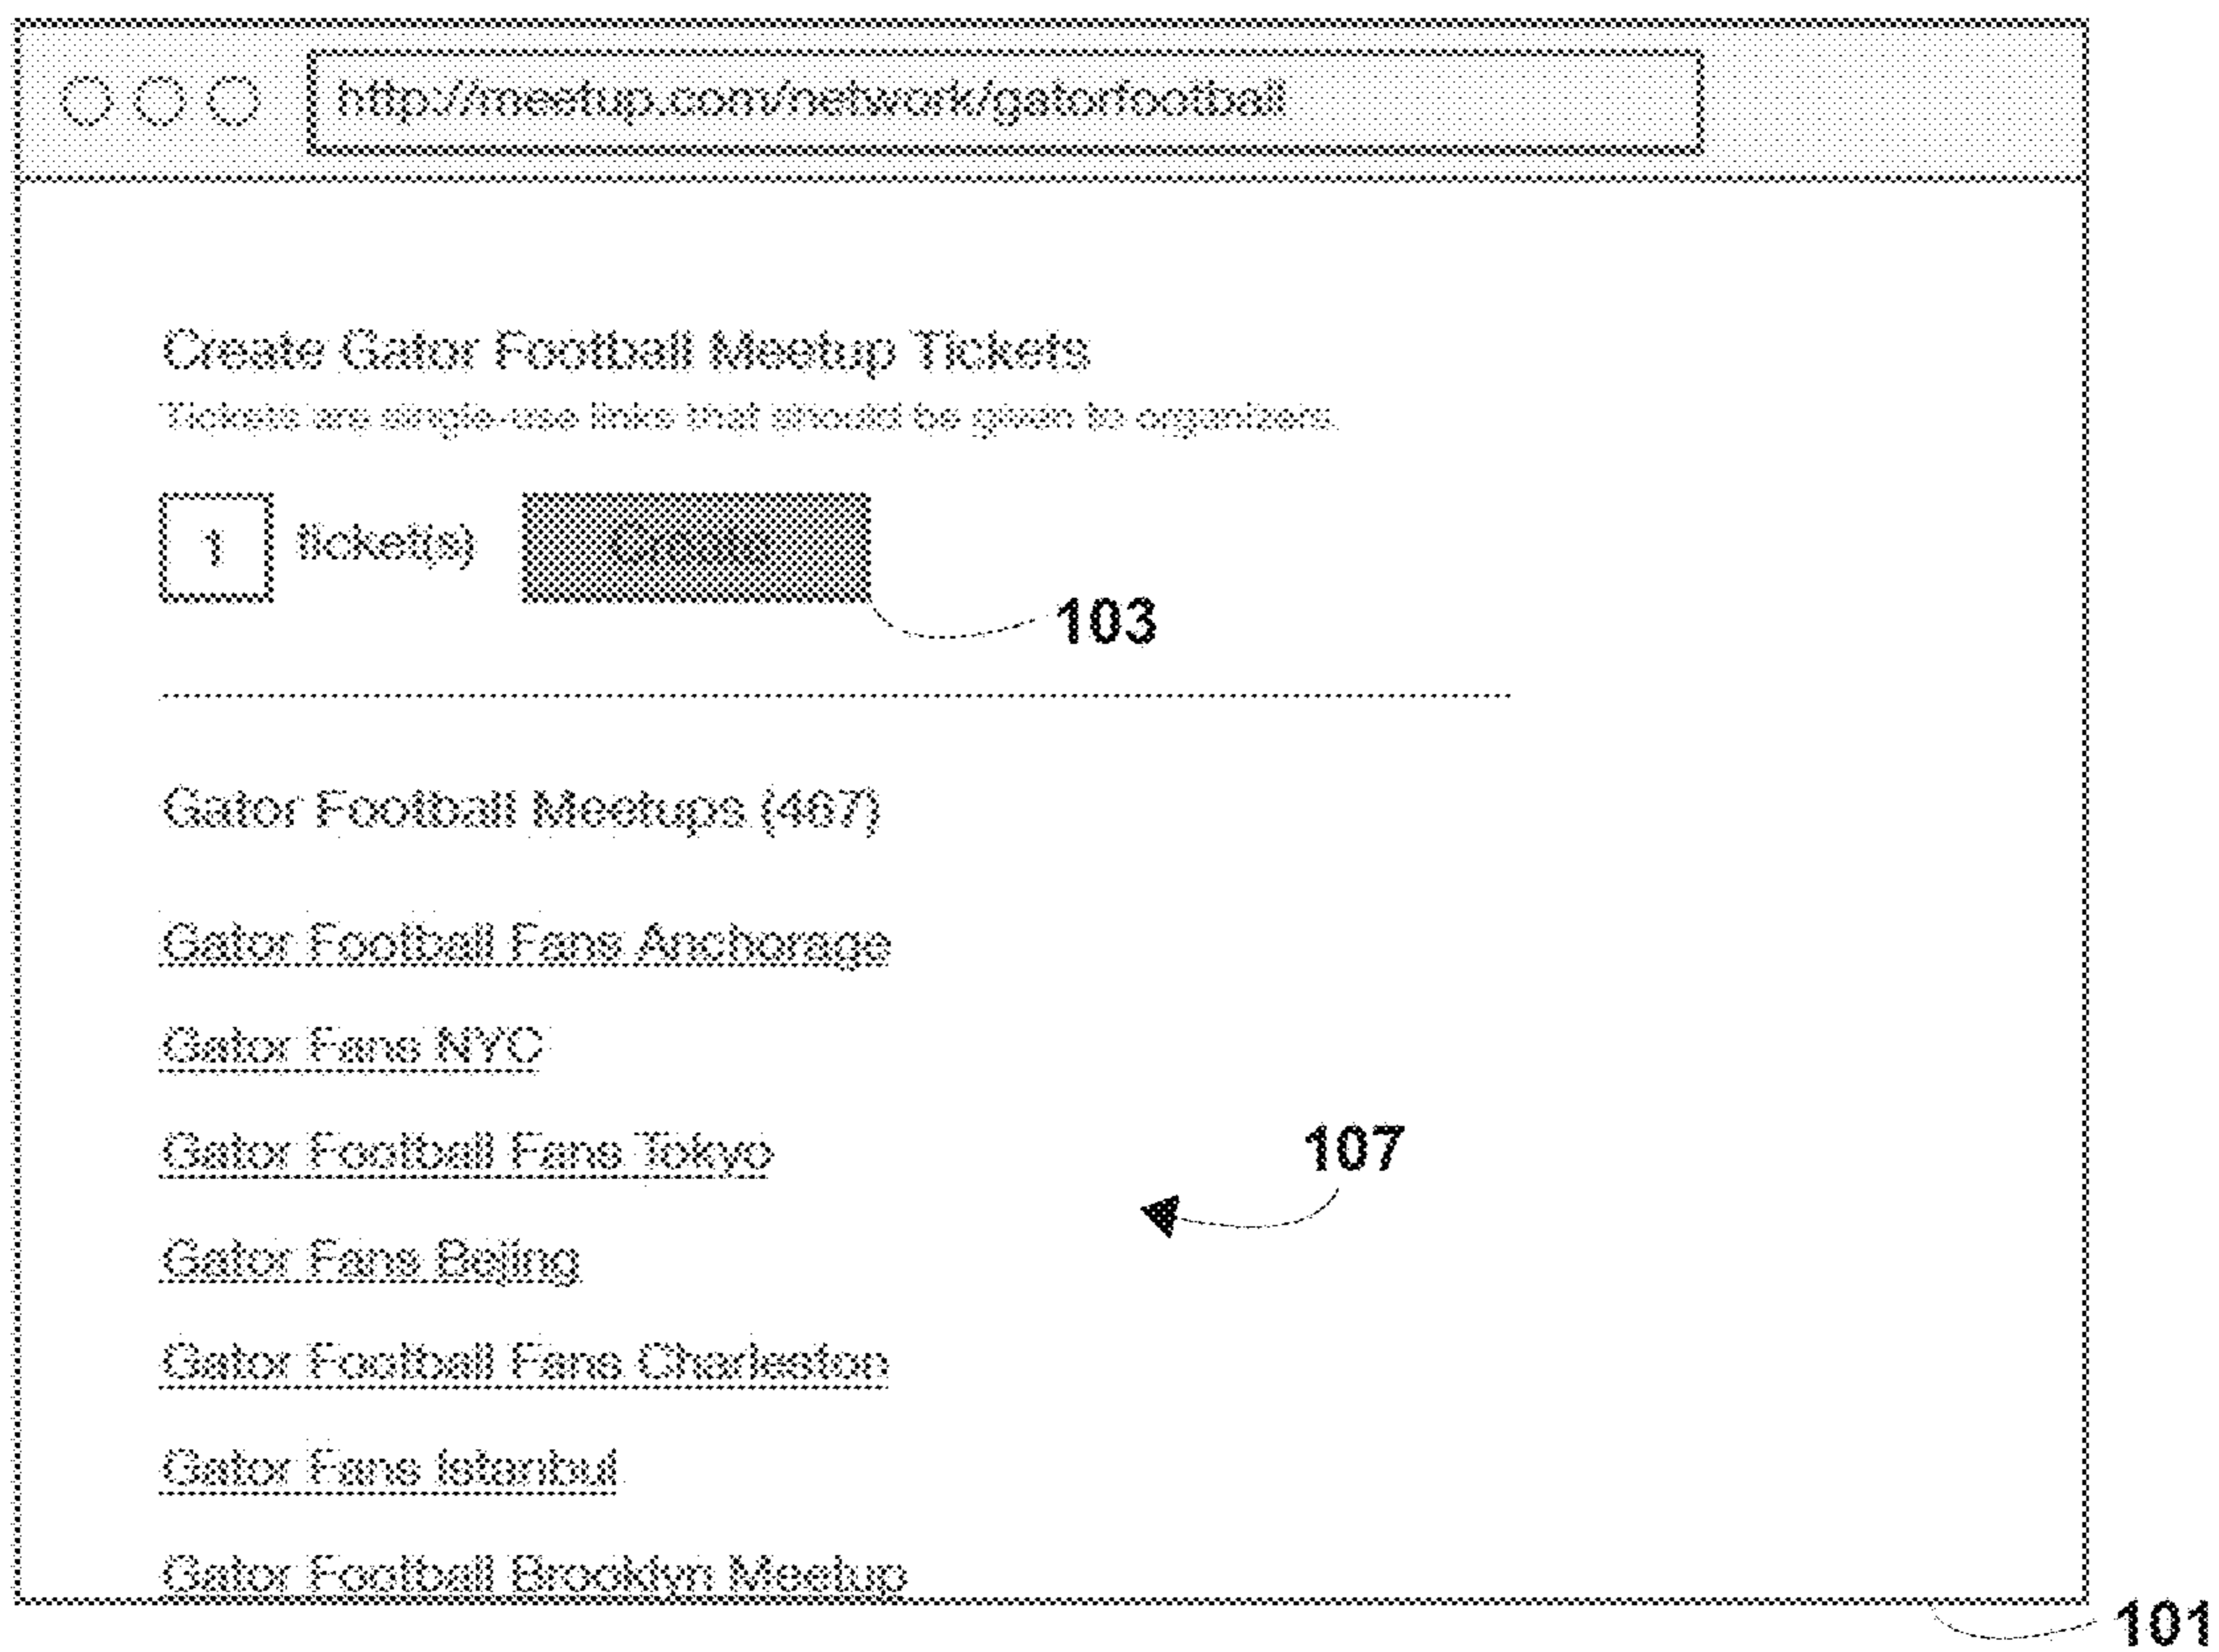 http://meetup.com/network/gatorfootball
Create Gator Football Meetup Tickets
Tickets are single-use links that should be given to organizers.
1 ticket(s) Create
103
Gator Football Meetups (467)
Gator Football Fans Anchorage
Gator Fans NYC
Gator Football Fans Tokyo
107
Gator Fans Beijing
Gator Football Fans Charleston
Gator Fans Istanbul
Gator Football Brooklyn Meetup
101